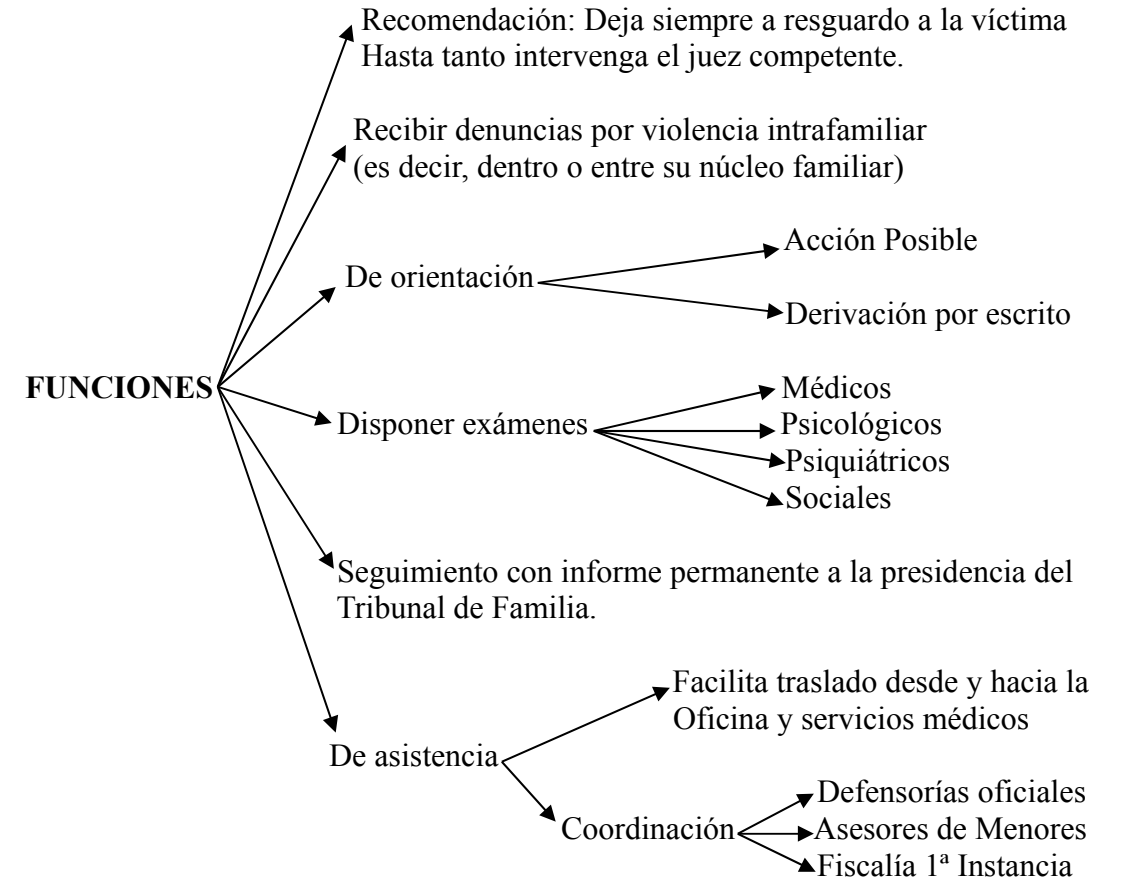 Recomendación: Deja siempre a resguardo a la víctima
Hasta tanto intervenga el juez competente.
Recibir denuncias por violencia intrafamiliar
(es decir, dentro o entre su núcleo familiar)
Acción Posible
De orientación
Derivación por escrito
FUNCIONES
Médicos
Disponer exámenes
Psicológicos
Psiquiátricos
Sociales
Seguimiento con informe permanente a la presidencia del
Tribunal de Familia.
Facilita traslado desde y hacia la
Oficina y servicios médicos
De asistencia
Defensorías oficiales
Coordinación
Asesores de Menores
Fiscalía 1ª Instancia